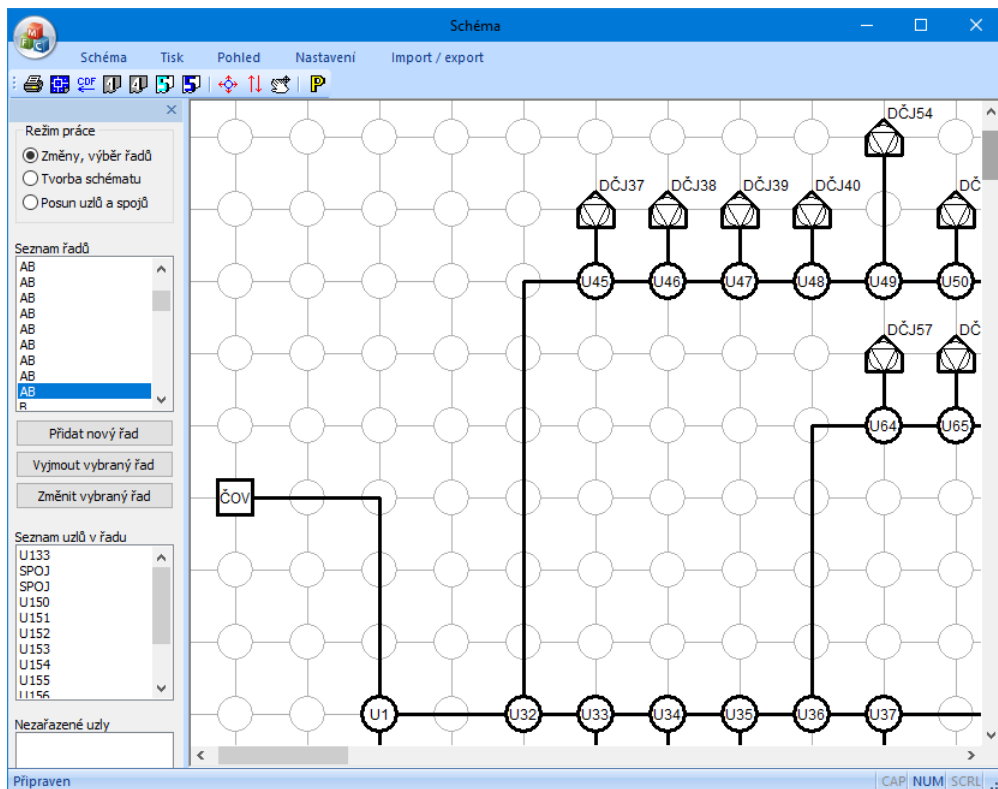 Schéma
Schéma Tisk Pohled Nastavení Import / export
CDF P
Režim práce
Změny, výběr řadů
Tvorba schématu
Posun uzlů a spojů
Seznam řadů
AB
AB
AB
AB
AB
AB
AB
AB
AB
B
Přidat nový řad
Vyjmout vybraný řad
Změnit vybraný řad
Seznam uzlů v řadu
U133
SPOJ
SPOJ
U150
U151
U152
U153
U154
U155
U156
Nezařazené uzly
DČJ54
DČJ37 DČJ38 DČJ39 DČJ40 DČ
U45 U46 U47 U48 U49 U50
DČJ57 DČ
U64 U65
ČOV
U1 U32 U33 U34 U35 U36 U37
Připraven CAP NUM SCRL